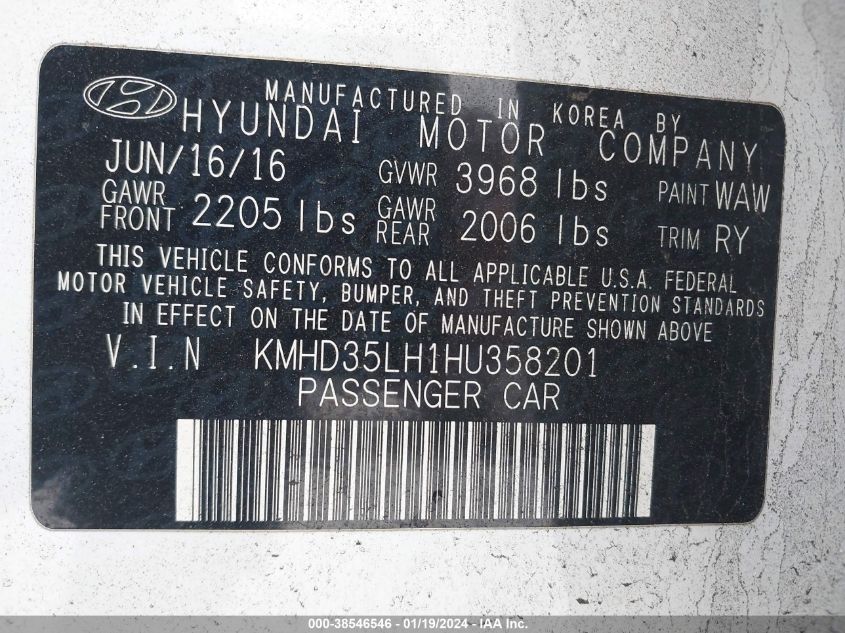 MANUFACTURED IN KOREA BY
HYUNDAI MOTOR COMPANY
JUN/16/16 GVWR 3968 lbs PAINT WAW
GAWR FRONT 2205 lbs GAWR REAR 2006 lbs TRIM RY
THIS VEHICLE CONFORMS TO ALL APPLICABLE U.S.A. FEDERAL
MOTOR VEHICLE SAFETY, BUMPER, AND THEFT PREVENTION STANDARDS
IN EFFECT ON THE DATE OF MANUFACTURE SHOWN ABOVE
V.I.N KMHD35LH1HU358201
PASSENGER CAR
000-38546546 - 01/19/2024 - IAA Inc.